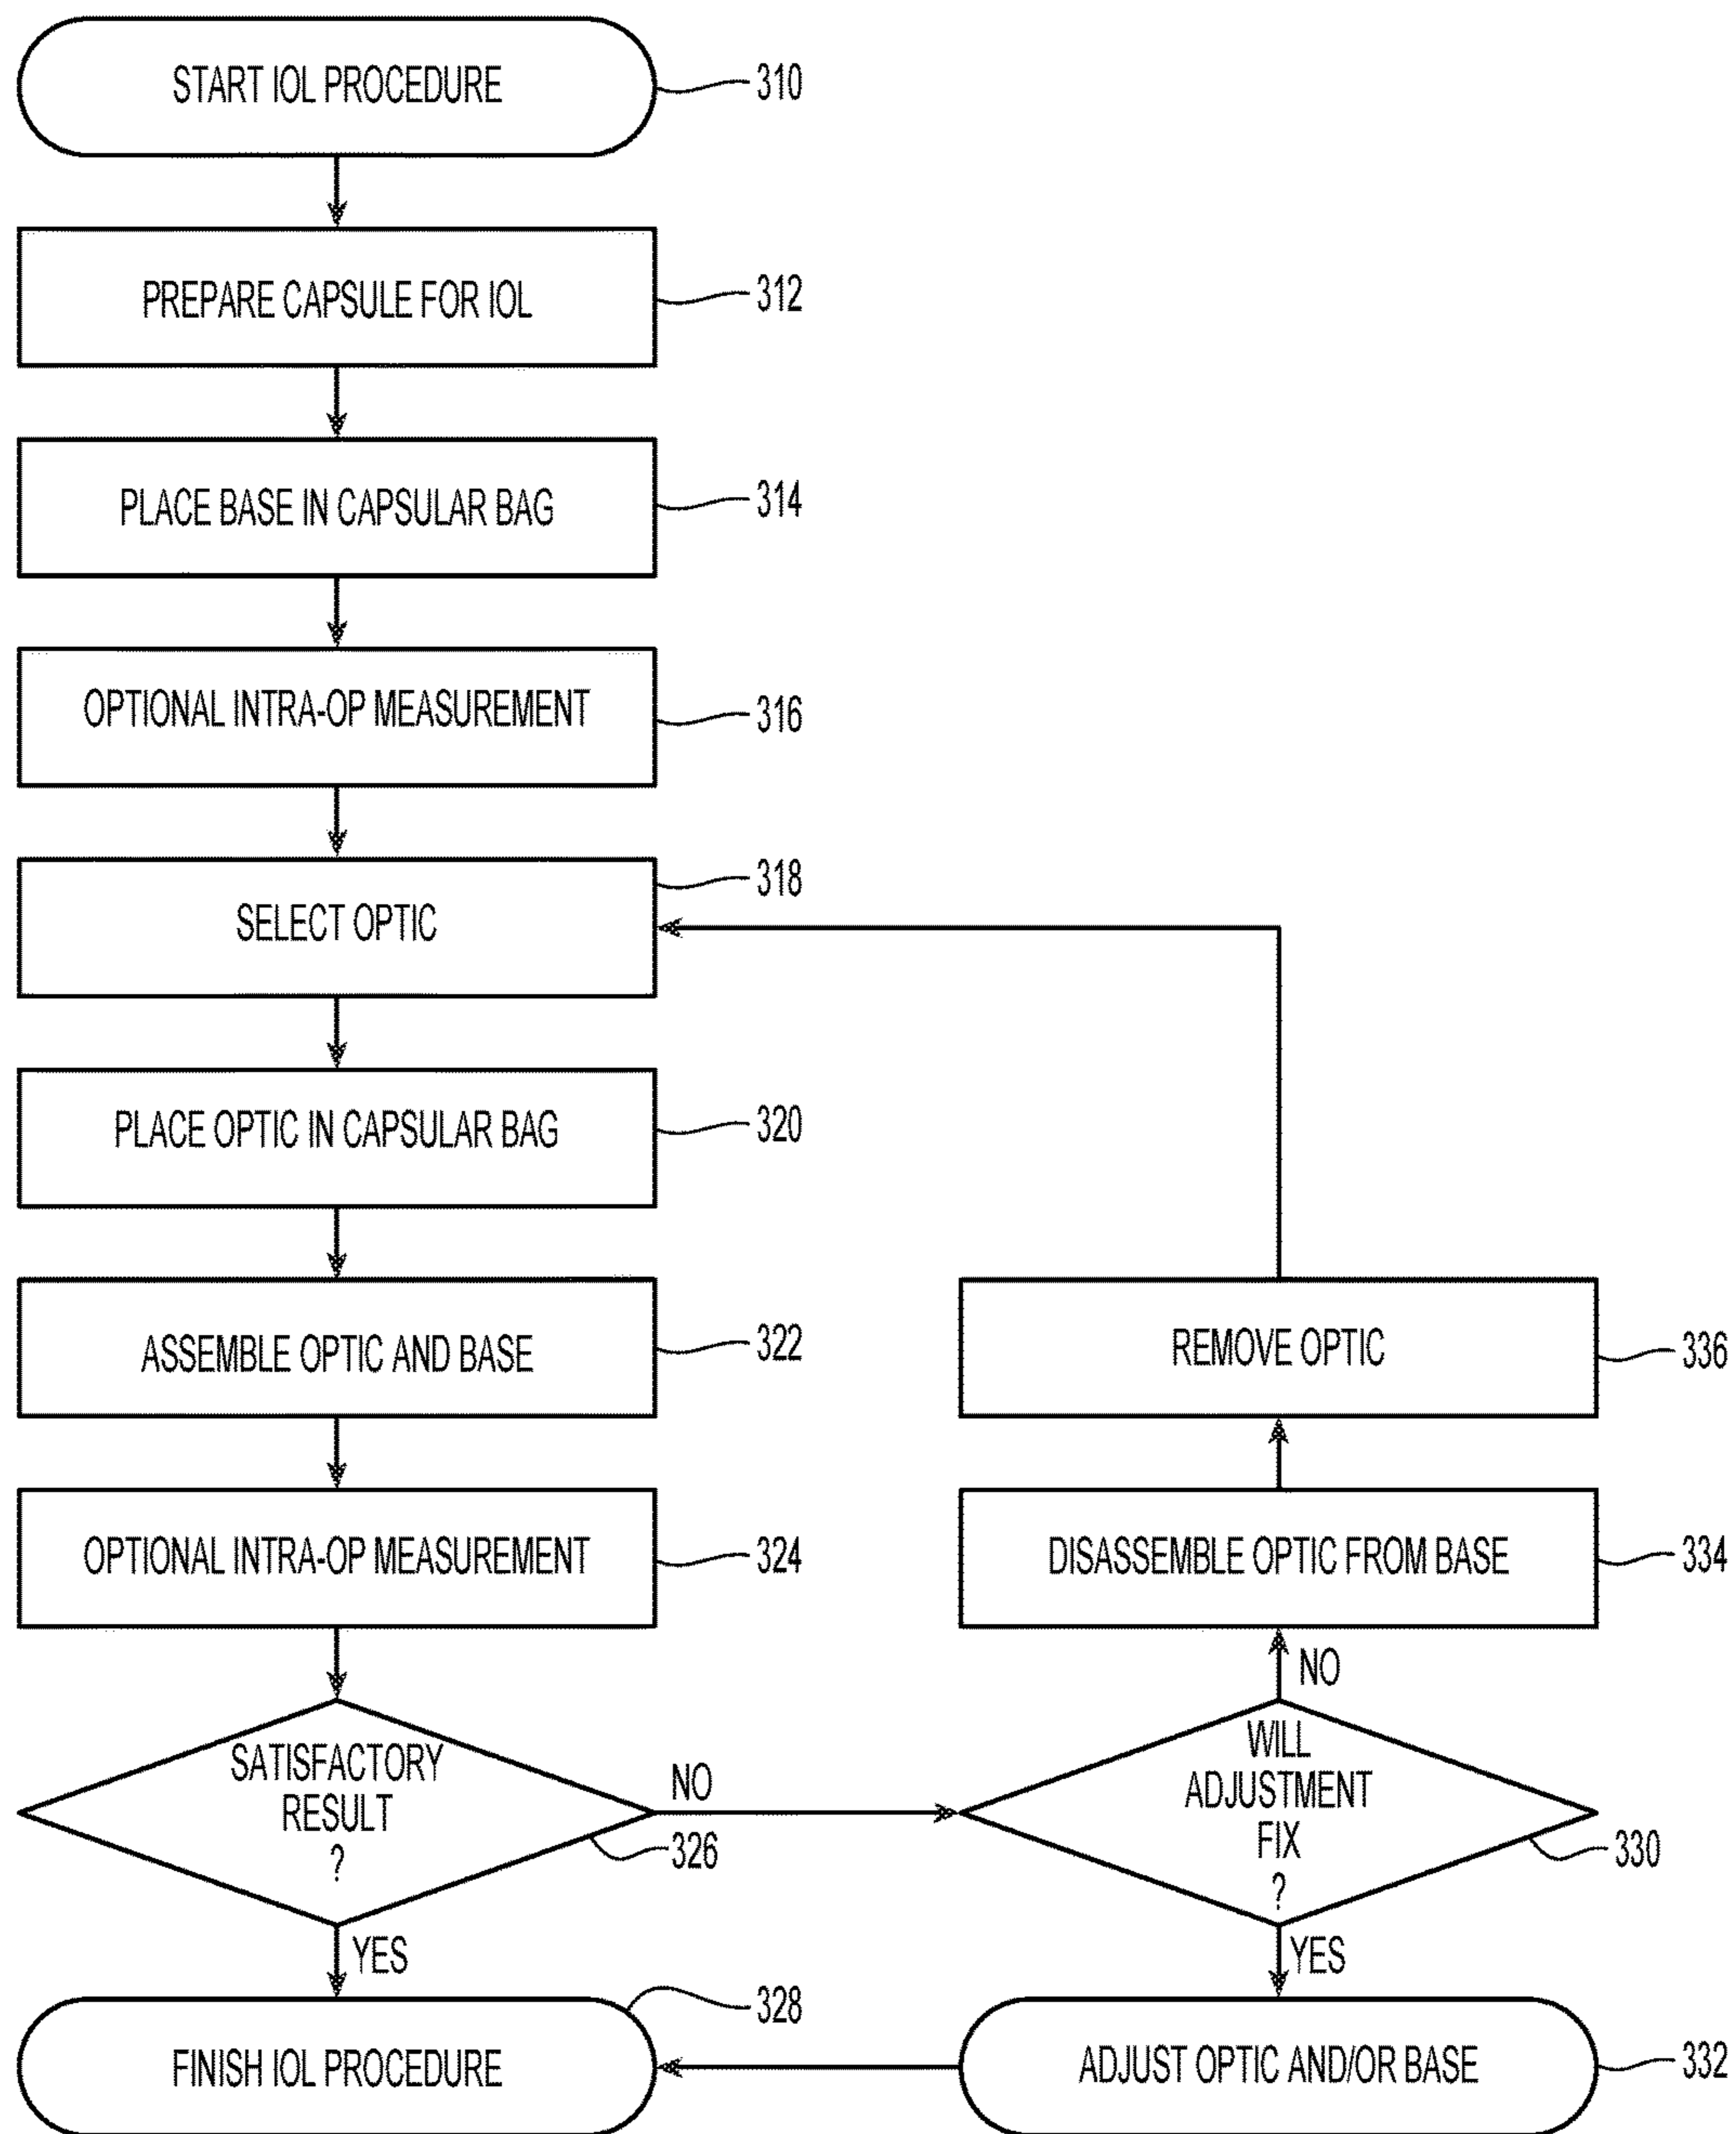 START IOL PROCEDURE
310
PREPARE CAPSULE FOR IOL
312
PLACE BASE IN CAPSULAR BAG
314
OPTIONAL INTRA-OP MEASUREMENT
316
SELECT OPTIC
318
PLACE OPTIC IN CAPSULAR BAG
320
ASSEMBLE OPTIC AND BASE
322
OPTIONAL INTRA-OP MEASUREMENT
324
SATISFACTORY
RESULT
?
326
NO
YES
FINISH IOL PROCEDURE
328
WILL
ADJUSTMENT
FIX
?
330
YES
ADJUST OPTIC AND/OR BASE
332
NO
DISASSEMBLE OPTIC FROM BASE
334
REMOVE OPTIC
336